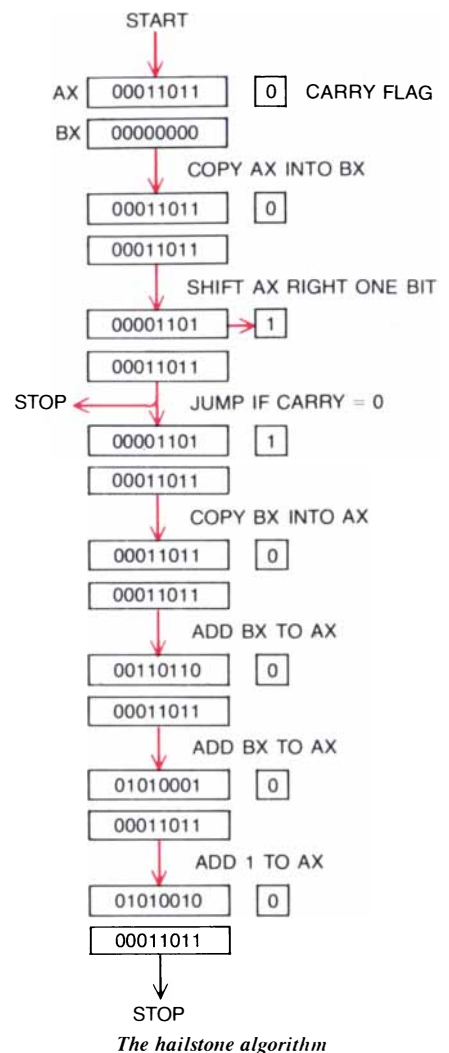 START
AX 00011011 0 CARRY FLAG
BX 00000000
COPY AX INTO BX
00011011 0
00011011
SHIFT AX RIGHT ONE BIT
00001101 1
00011011
STOP JUMP IF CARRY = 0
00001101 1
00011011
COPY BX INTO AX
00011011 0
00011011
ADD BX TO AX
00110110 0
00011011
ADD BX TO AX
01010001 0
00011011
ADD 1 TO AX
01010010 0
00011011
STOP
The hailstone algorithm